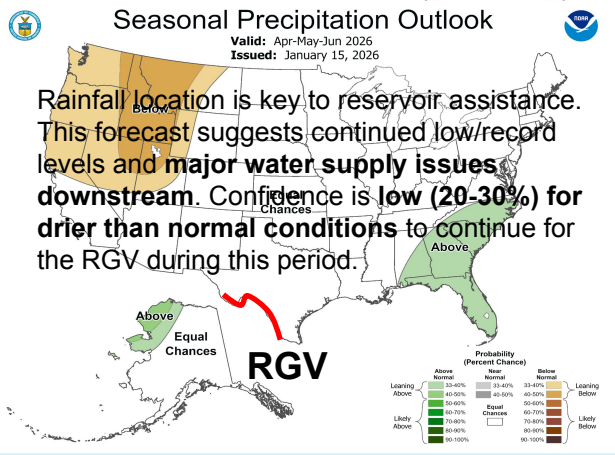 Seasonal Precipitation Outlook
Valid: Apr-May-Jun 2026
Issued: January 15, 2026
NOAA
Rainfall location is key to reservoir assistance.
This forecast suggests continued low/record
levels and major water supply issues
downstream. Confidence is low (20-30%) for
drier than normal conditions to continue for
the RGV during this period.
Below
Equal
Chances
Above
Above
Equal
Chances
RGV
Probability
(Percent Chance)
Above
Normal
Near
Normal
Below
Normal
Leaning
Above
33-40%
33-40%
33-40%
Leaning
Below
40-50%
40-50%
40-50%
50-60%
50-60%
Likely
Above
60-70%
Equal
Chances
60-70%
Likely
Below
70-80%
70-80%
80-90%
80-90%
90-100%
90-100%